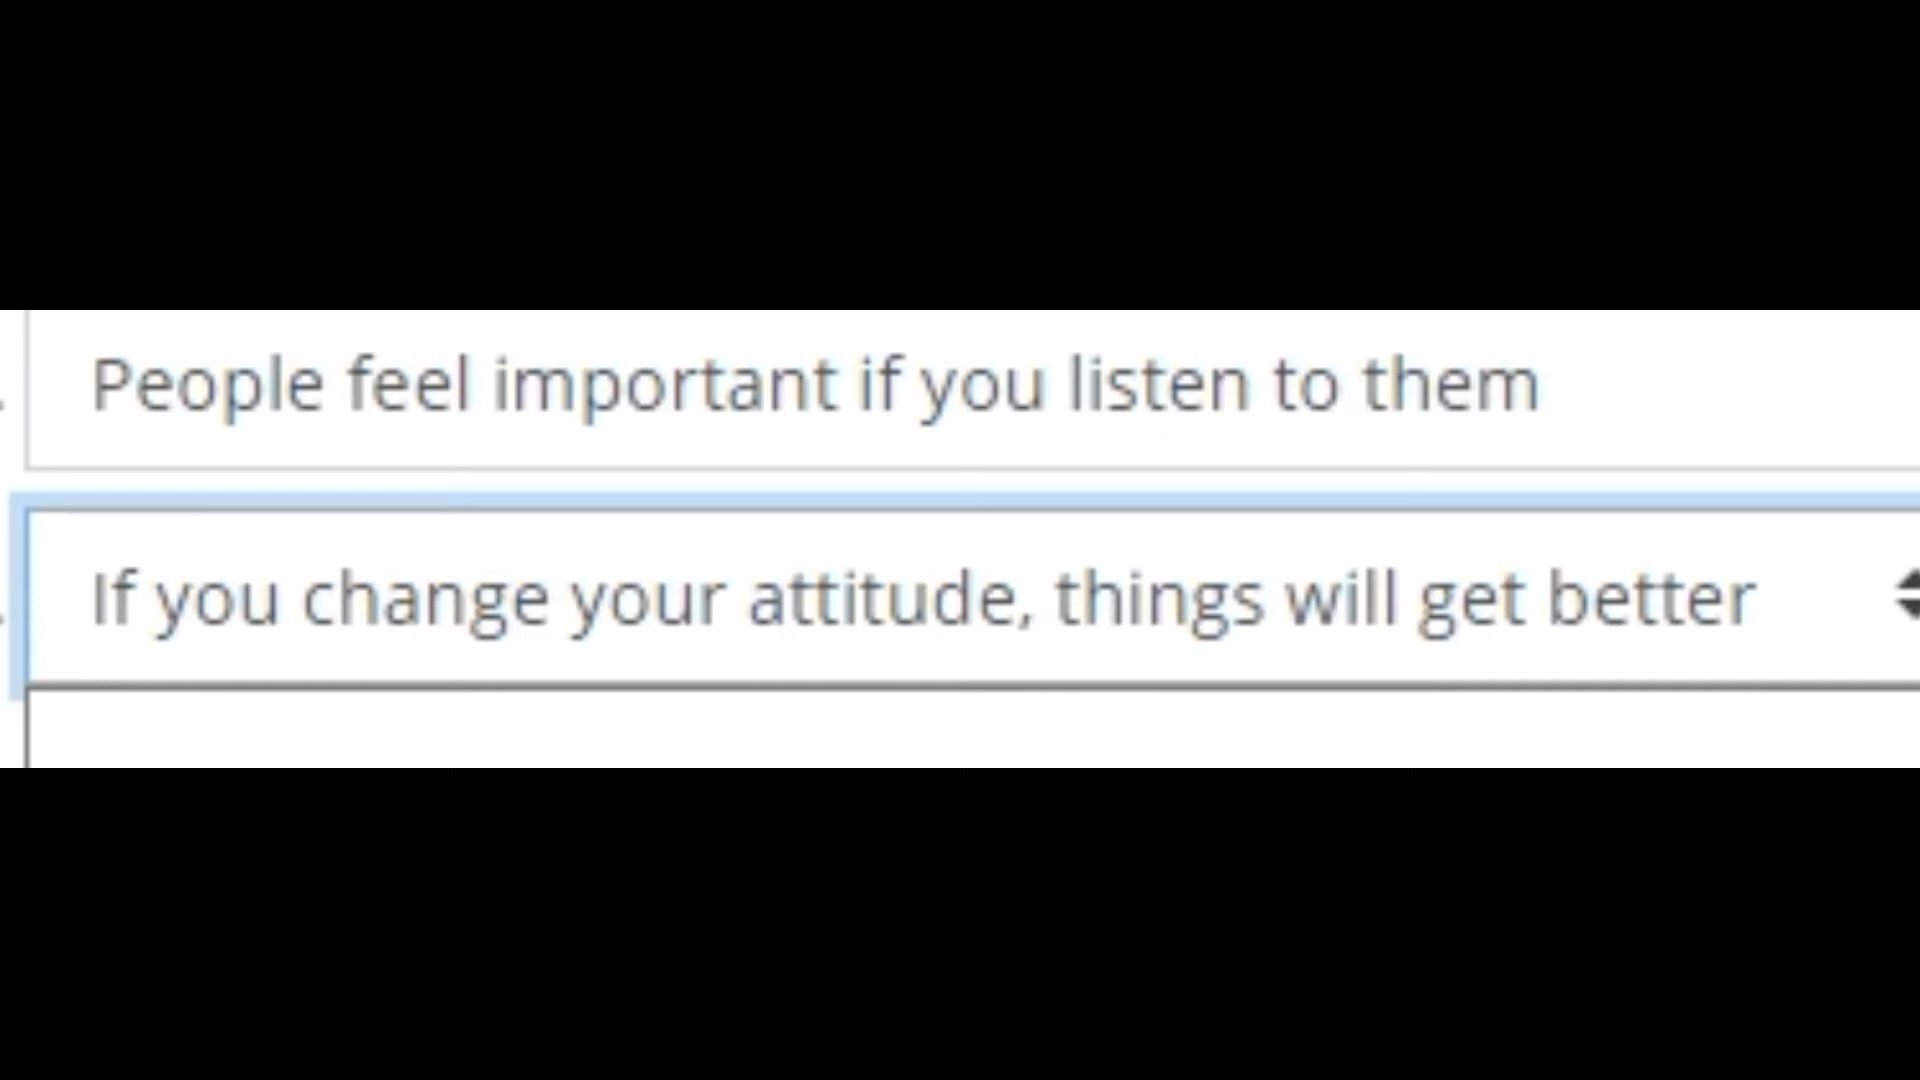 People feel important if you listen to them
If you change your attitude, things will get better